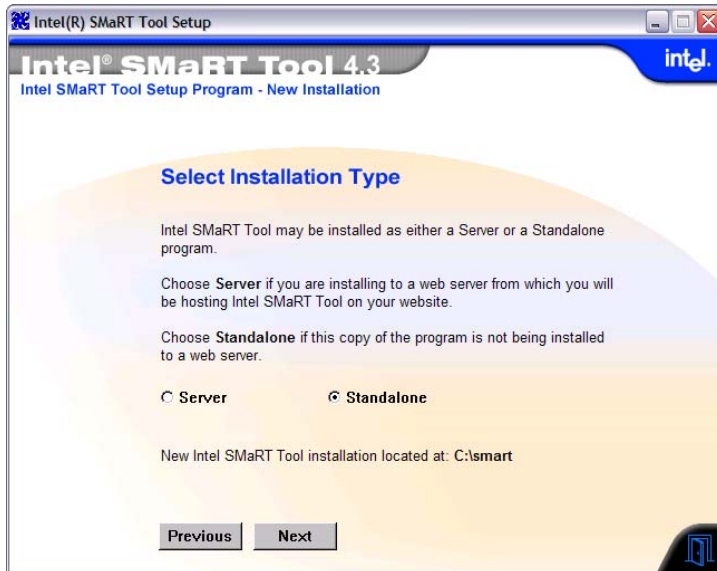 Intel(R) SMaRT Tool Setup
Intel® SMaRT Tool 4.3
intel.
Intel SMaRT Tool Setup Program - New Installation
Select Installation Type
Intel SMaRT Tool may be installed as either a Server or a Standalone
program.
Choose Server if you are installing to a web server from which you will
be hosting Intel SMaRT Tool on your website.
Choose Standalone if this copy of the program is not being installed
to a web server.
Server
Standalone
New Intel SMaRT Tool installation located at: C:\smart
Previous
Next